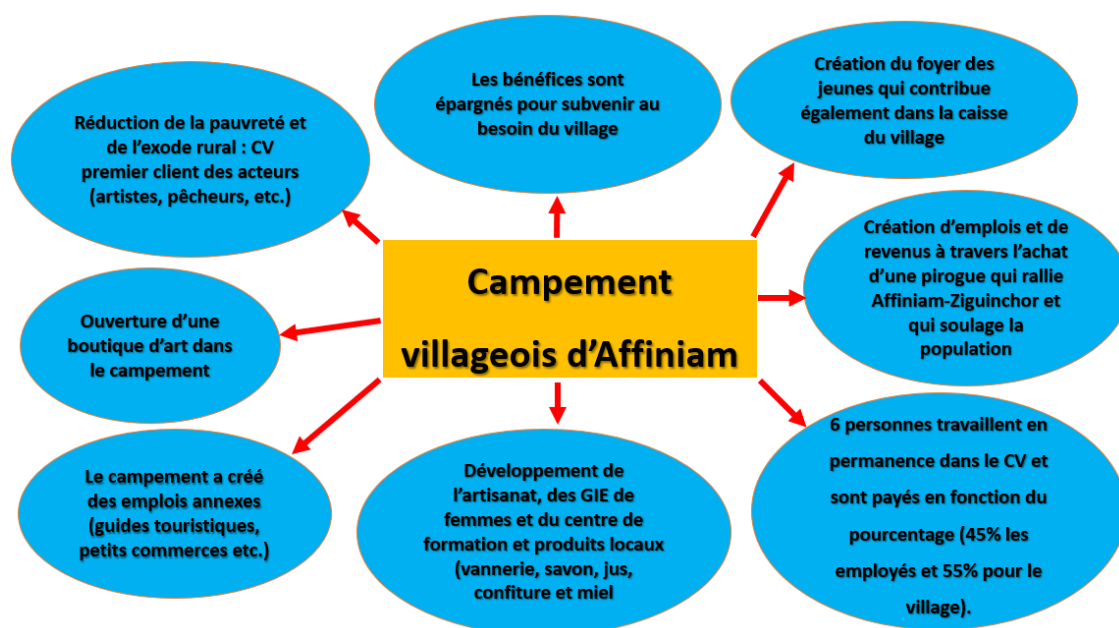 Les bénéfices sont
épargnés pour subvenir au
besoin du village
Création du foyer des
jeunes qui contribue
également dans la caisse
du village
Réduction de la pauvreté et
de l’exode rural : CV
premier client des acteurs
(artistes, pêcheurs, etc.)
Création d’emplois et de
revenus à travers l’achat
d’une pirogue qui rallie
Affiniam-Ziguinchor et
qui soulage la
population
Campement
villageois d’Affiniam
Ouverture d’une
boutique d’art dans
le campement
6 personnes travaillent en
permanence dans le CV et
sont payés en fonction du
pourcentage (45% les
employés et 55% pour le
village).
Le campement a créé
des emplois annexes
(guides touristiques,
petits commerces etc.)
Développement de
l’artisanat, des GIE de
femmes et du centre de
formation et produits locaux
(vannerie, savon, jus,
confiture et miel